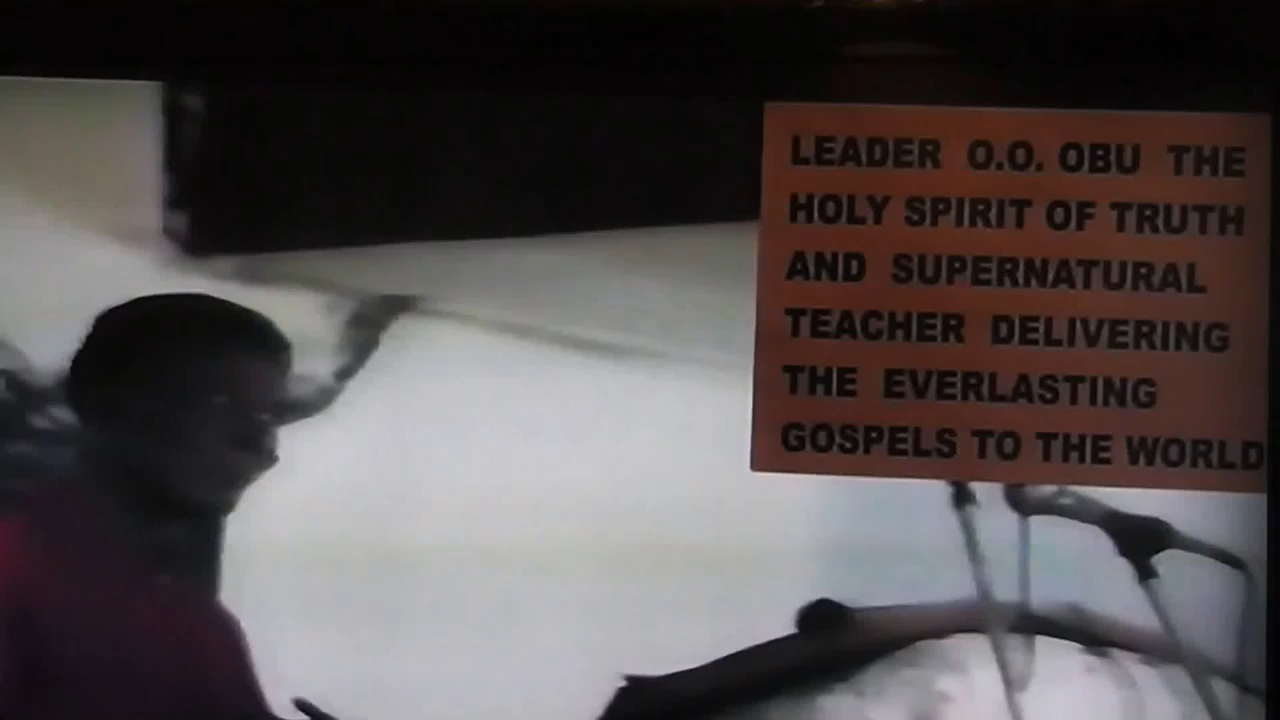 LEADER O.O. OBU THE
HOLY SPIRIT OF TRUTH
AND SUPERNATURAL
TEACHER DELIVERING
THE EVERLASTING
GOSPELS TO THE WORLD